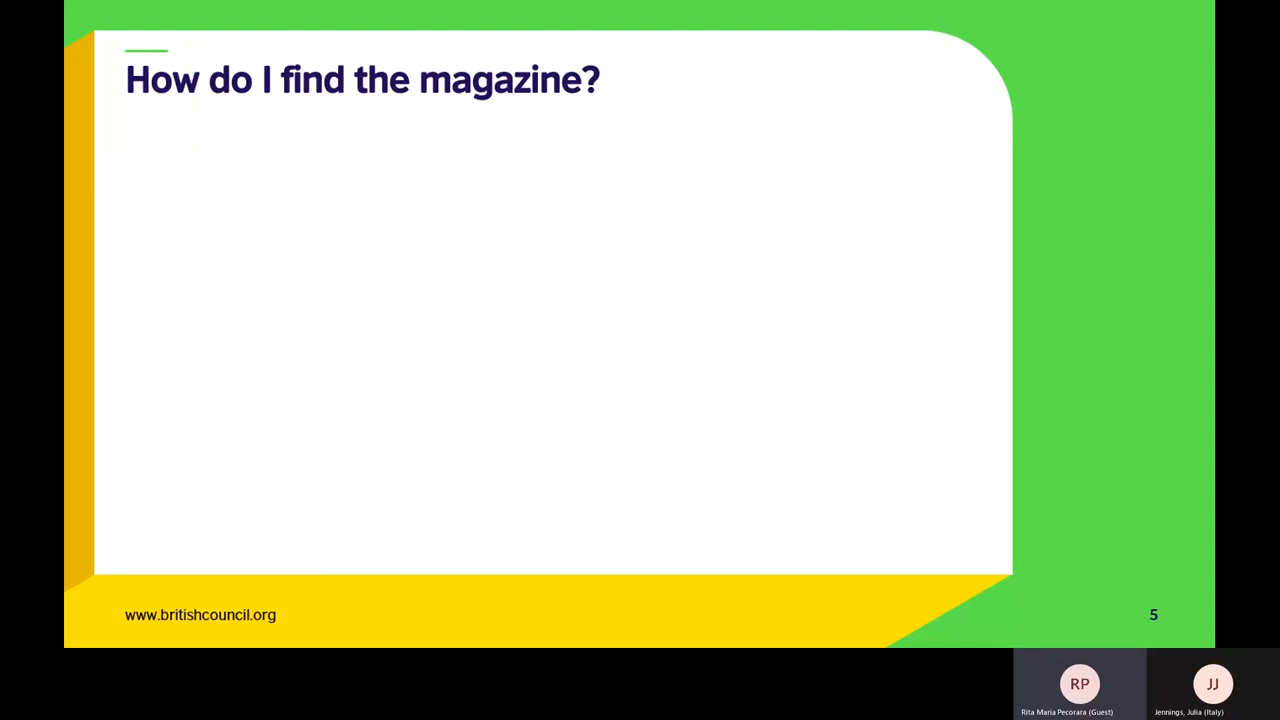 How do I find the magazine?
www.britishcouncil.org
5
RP
JJ
Rita Maria Pecorara (Guest)
Jennings, Julia (Italy)